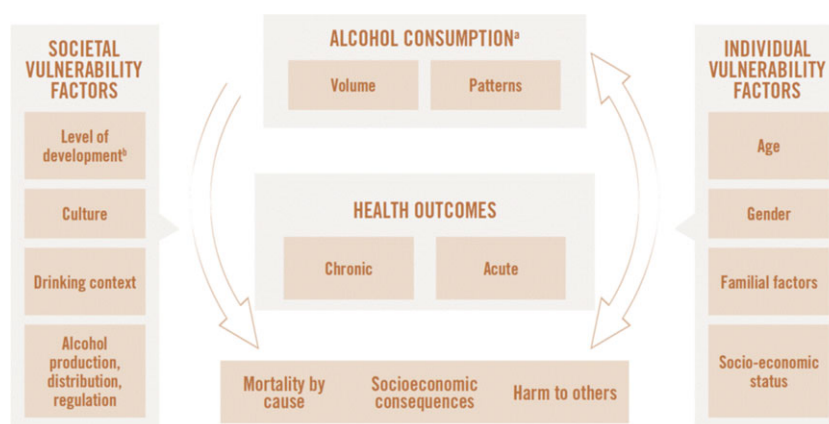 SOCIETAL
VULNERABILITY
FACTORS
Level of
developmentᵇ
Culture
Drinking context
Alcohol
production,
distribution,
regulation
ALCOHOL CONSUMPTIONᵃ
Volume
Patterns
HEALTH OUTCOMES
Chronic
Acute
Mortality by
cause
Socioeconomic
consequences
Harm to others
INDIVIDUAL
VULNERABILITY
FACTORS
Age
Gender
Familial factors
Socio-economic
status